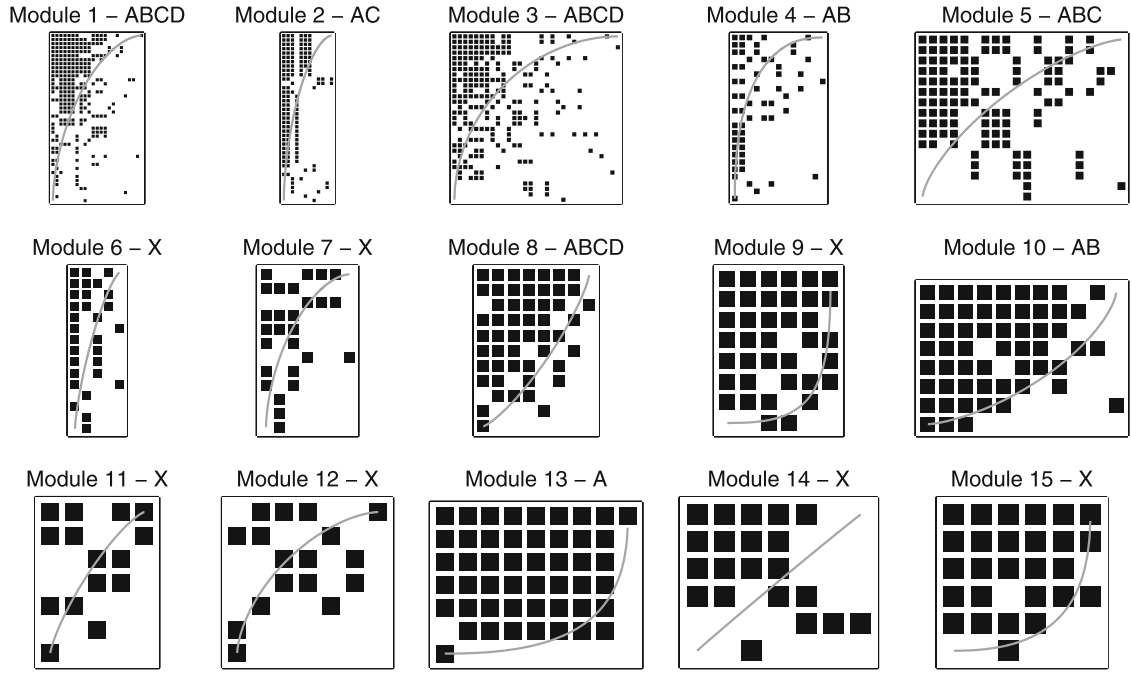 Module 1 − ABCD
Module 2 − AC
Module 3 − ABCD
Module 4 − AB
Module 5 − ABC
Module 6 − X
Module 7 − X
Module 8 − ABCD
Module 9 − X
Module 10 − AB
Module 11 − X
Module 12 − X
Module 13 − A
Module 14 − X
Module 15 − X